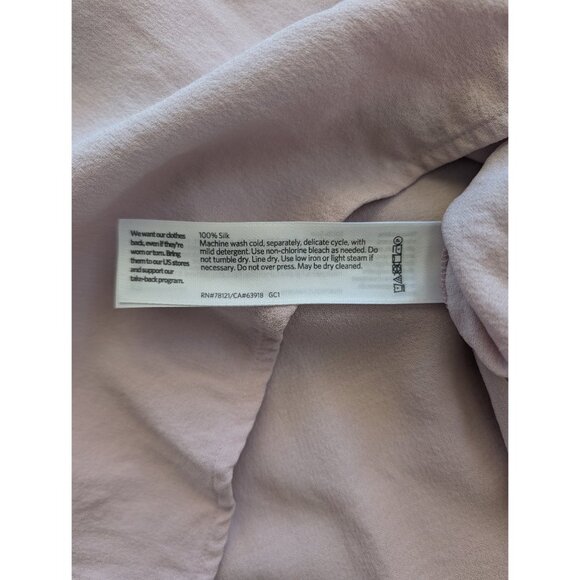 We want our clothes
back, even if they're
worn or torn. Bring
them to our US stores
and support our
take-back program.
100% Silk
Machine wash cold, separately, delicate cycle, with
mild detergent. Use non-chlorine bleach as needed. Do
not tumble dry. Line dry. Use low iron or light steam if
necessary. Do not over press. May be dry cleaned.
RN#78121/CA#63918 GC1